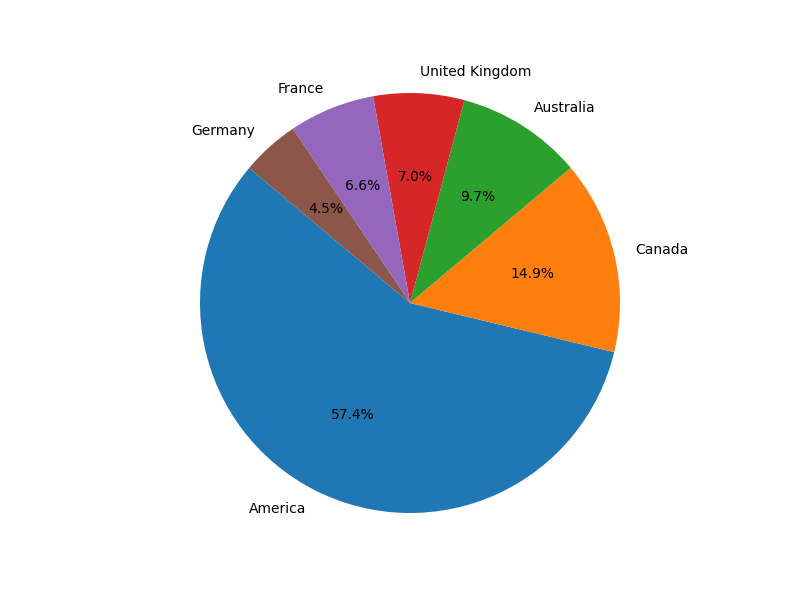 United Kingdom
France
Australia
Germany
7.0%
6.6%
9.7%
4.5%
Canada
14.9%
57.4%
America